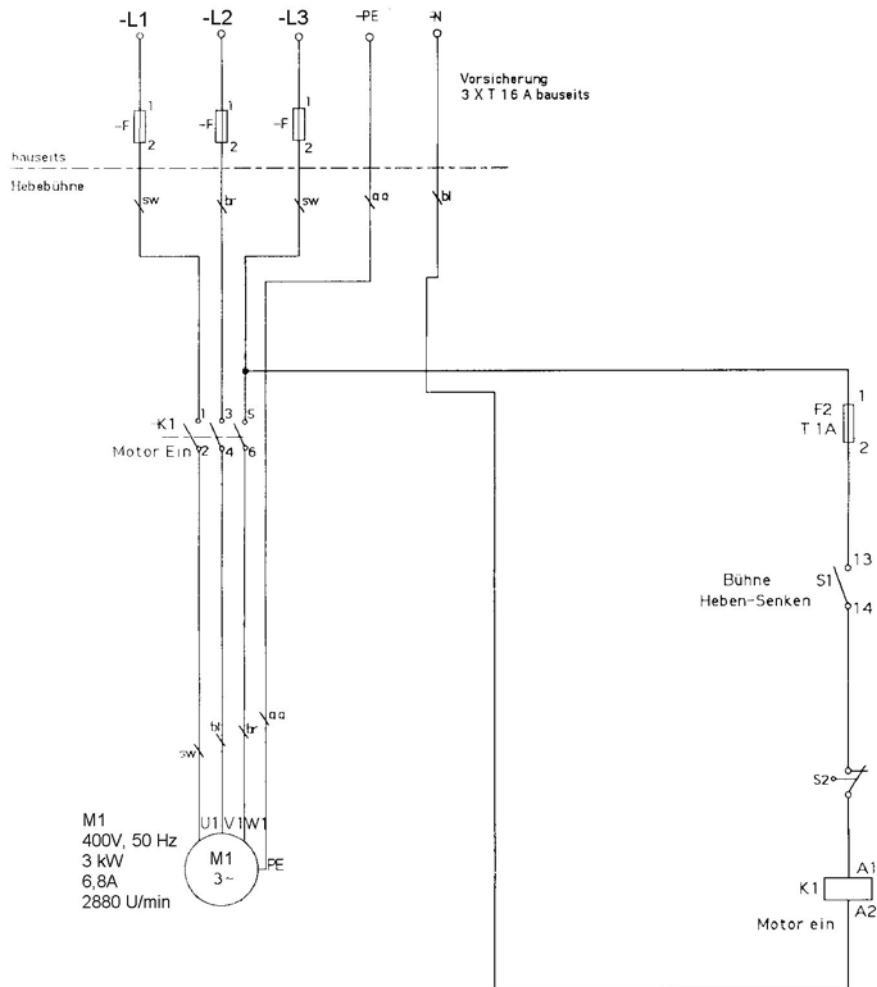 -L1
-L2
-L3
-PE
-N
Vorsicherung
3 X T 16 A bauseits
-F
1
2
-F
1
2
-F
1
2
bauseits
Hebebühne
sw
br
sw
bl
-K1
1
3
5
Motor Ein
2
4
6
F2
T 1A
1
2
Bühne
Heben-Senken
S1
13
14
sw
bl
br
S2
M1
400V, 50 Hz
3 kW
6,8A
2880 U/min
U1
V1
W1
M1
3~
PE
K1
A1
A2
Motor ein